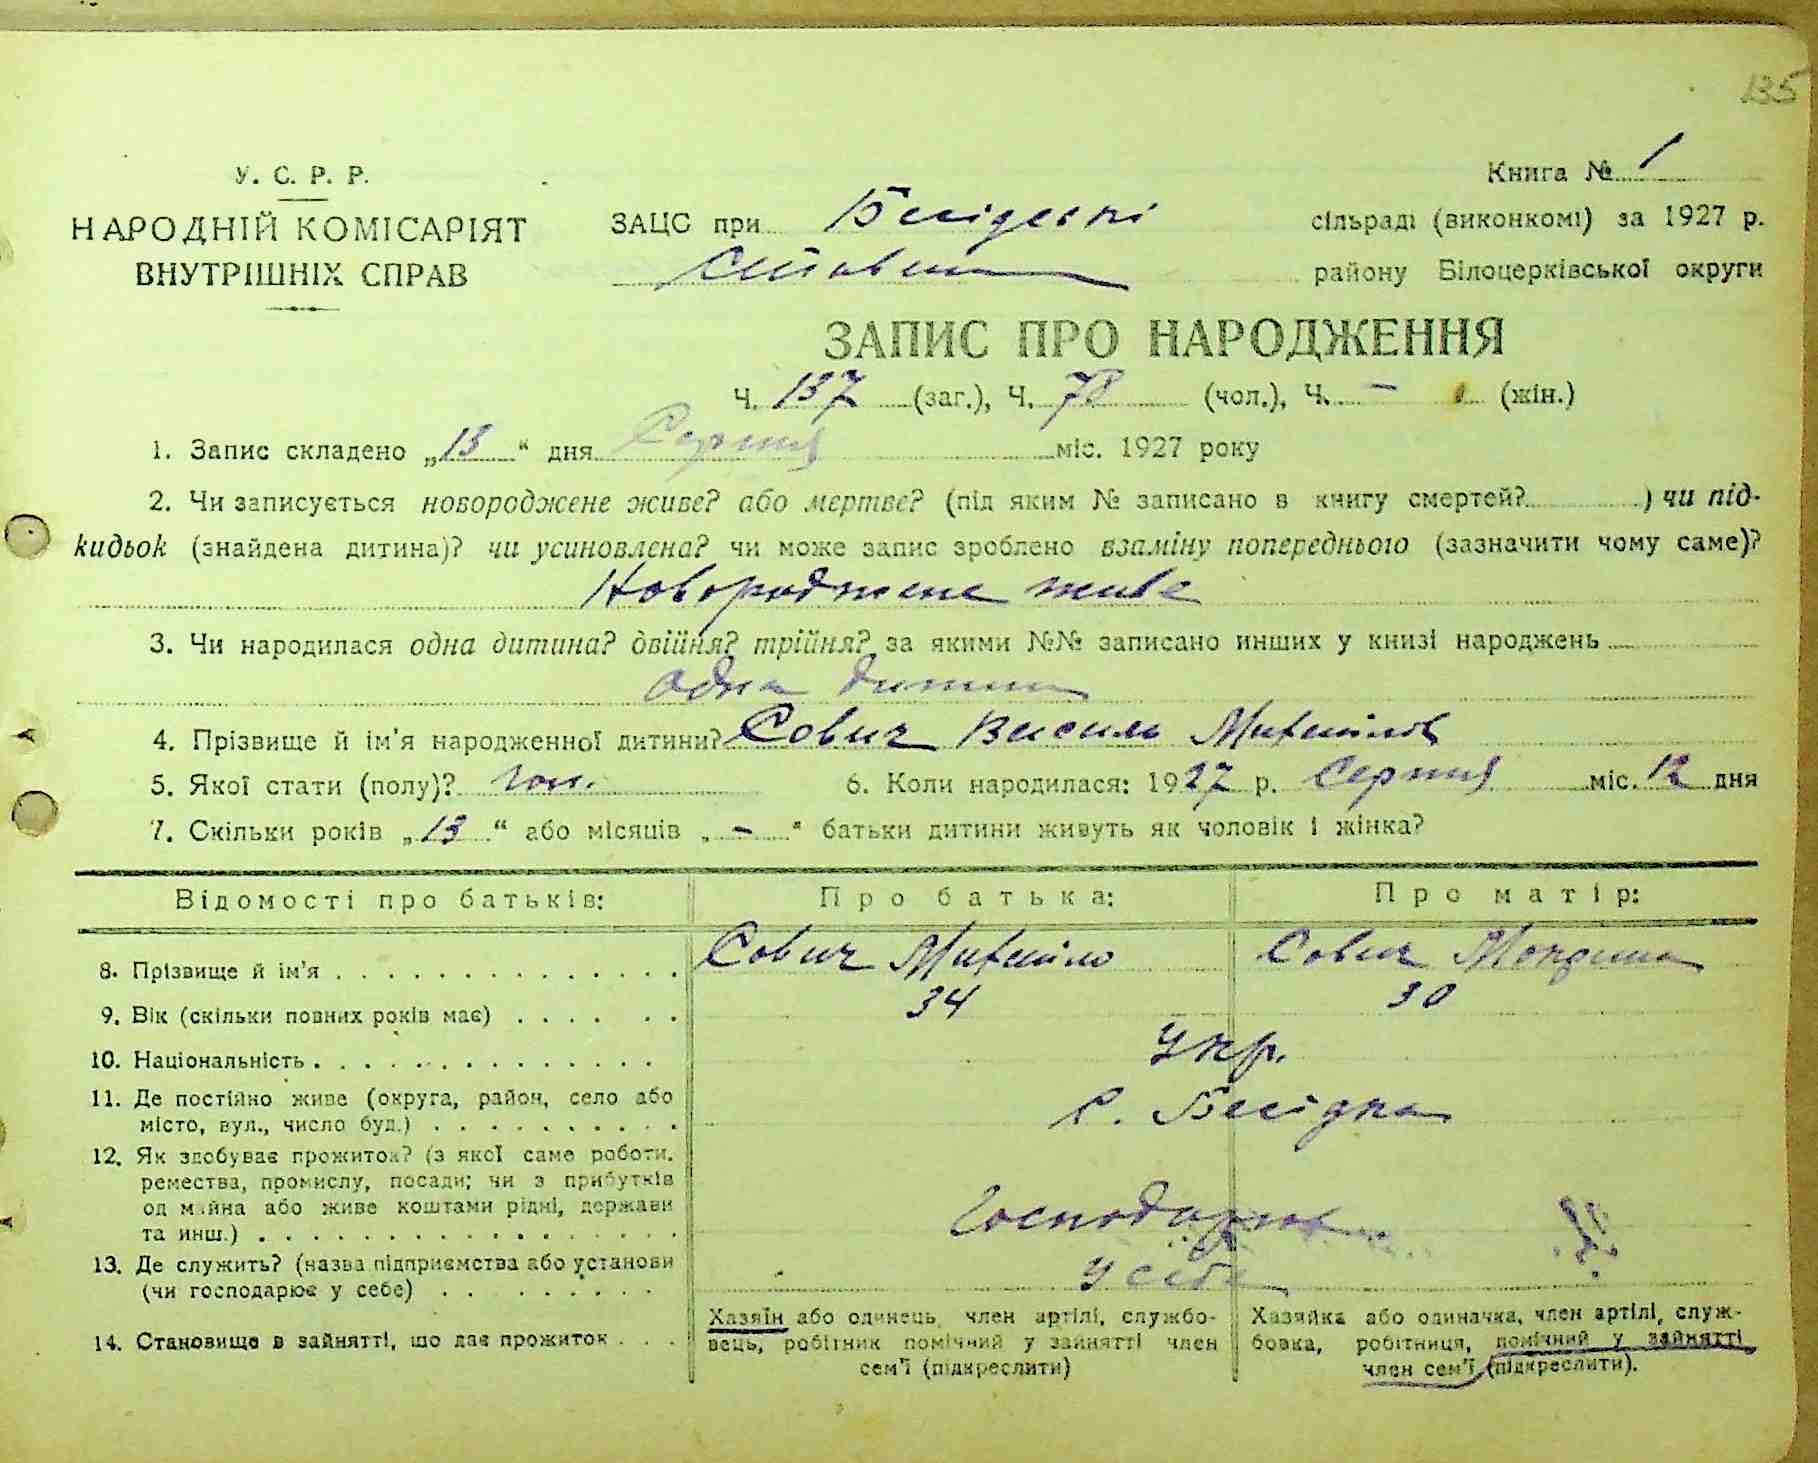 135
У. С. Р. Р.
НАРОДНІЙ КОМІСАРІЯТ
ВНУТРІШНІХ СПРАВ
Книга № 1
ЗАЦС при Бесідській сільраді (виконкомі) за 1927 р.
Ставищ району Білоцерківської округи
ЗАПИС ПРО НАРОДЖЕННЯ
Ч. 137 (заг.), Ч. 78 (чол.), Ч. – (жін.)
1. Запис складено „13“ дня Серпня міс. 1927 року
2. Чи записується новороджене живе? або мертве? (під яким № записано в книгу смертей? ) чи під-
кидьок (знайдена дитина)? чи усиновлена? чи може запис зроблено взаміну попереднього (зазначити чому саме)?
Новороджене живе
3. Чи народилася одна дитина? двійня? трійня? за якими №№ записано инших у книзі народжень
одна дитина
4. Прізвище й ім'я народженної дитини? Сович Василь Михайлов
5. Якої стати (полу)? чол. 6. Коли народилася: 1927 р. Серпня міс. 12 дня
7. Скільки років „13“ або місяців „–“ батьки дитини живуть як чоловік і жінка?
Відомості про батьків: Про батька: Про матір:
8. Прізвище й ім'я Сович Михайло Сович
9. Вік (скільки повних років має) 34 30
10. Національність Укр.
11. Де постійно живе (округа, район, село або
місто, вул., число буд.) с. Бесідка
12. Як здобуває прожиток? (з якої саме роботи,
ремества, промислу, посади; чи з прибутків
од майна або живе коштами рідні, держави
та инш.)
13. Де служить? (назва підприємства або установи
(чи господарює у себе) у себе
14. Становище в зайнятті, що дає прожиток
Хазяїн або одинець, член артілі, службо-
вець, робітник помічний у зайнятті член
сем'ї (підкреслити)
Хазяйка або одиначка, член артілі, служ-
бовка, робітниця, помічний у зайнятті
член сем'ї (підкреслити).